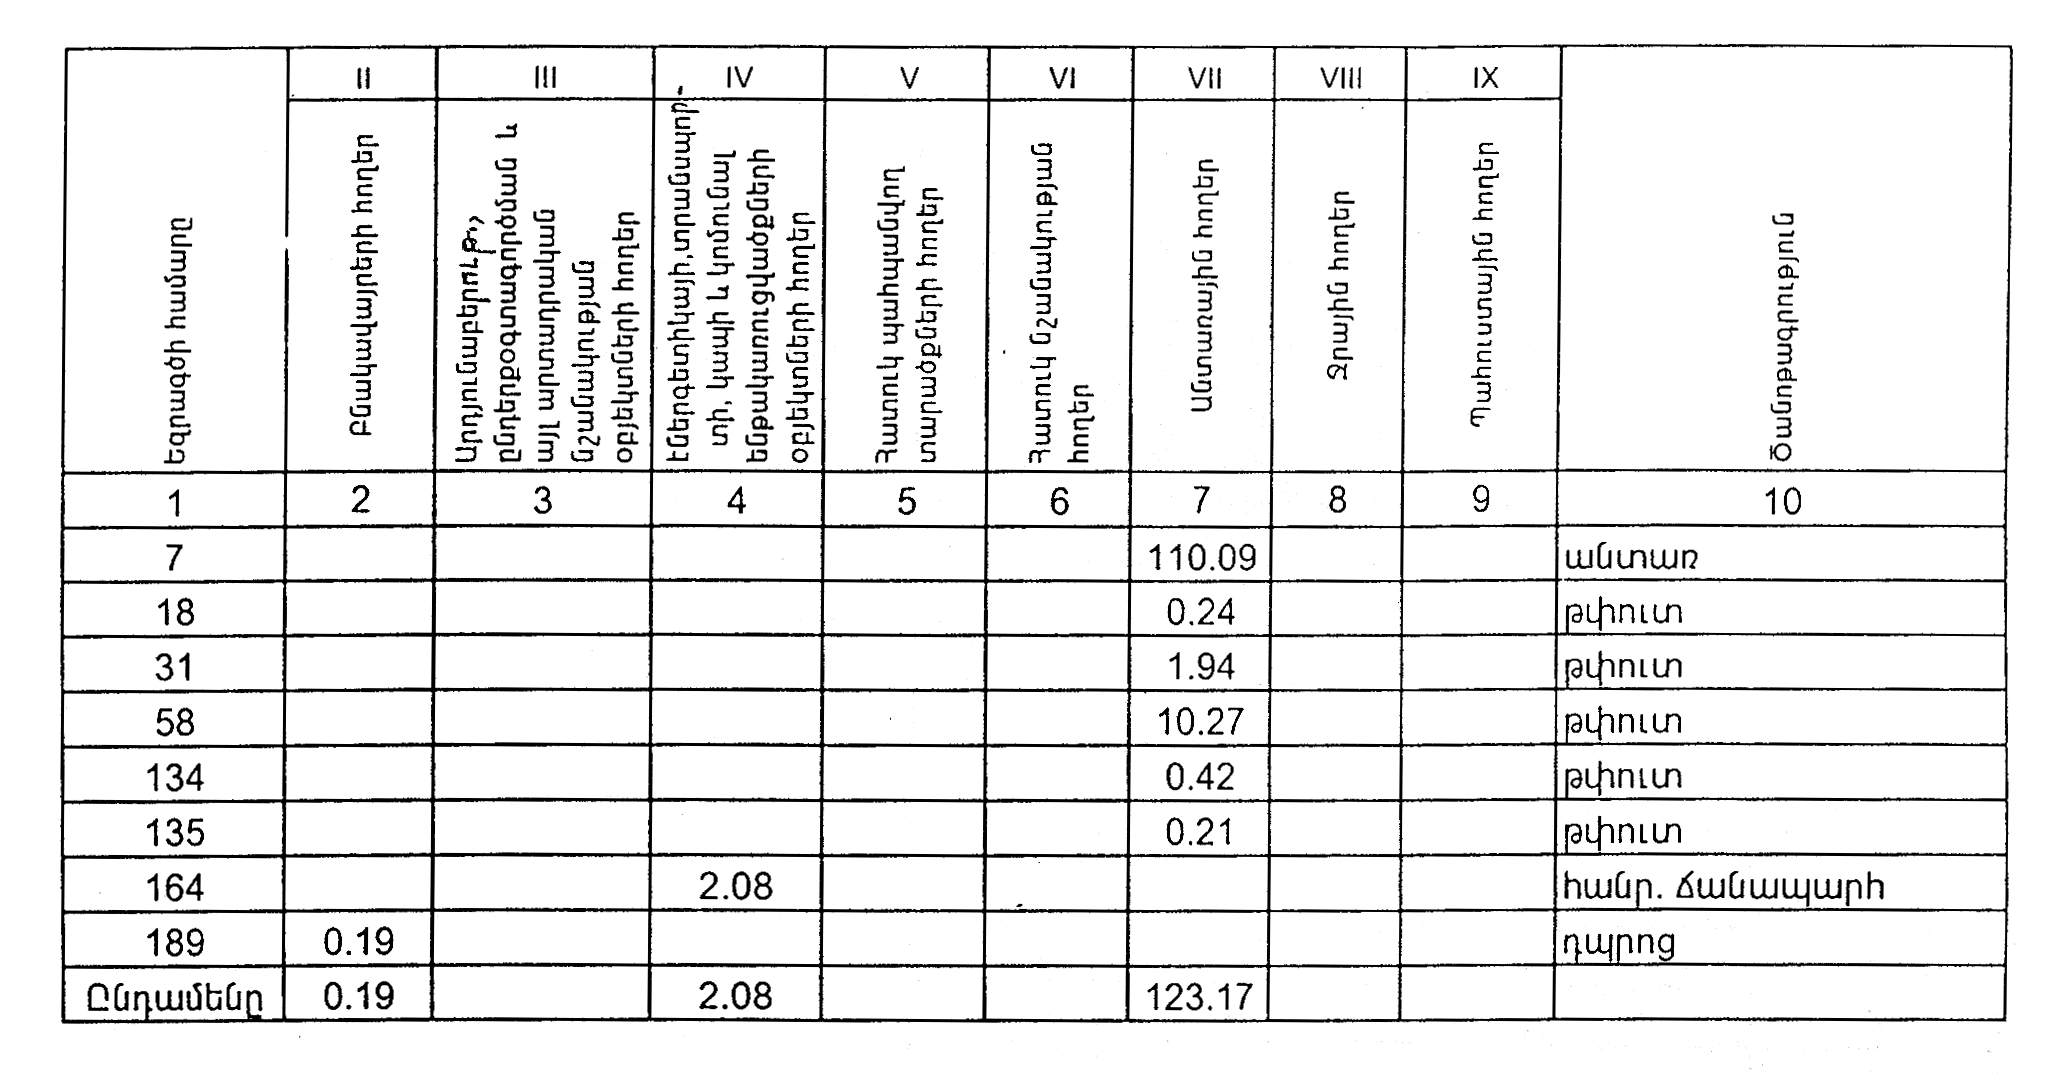 II III IV V VI VII VIII IX
Եզրագծի համարը
Բնակավայրերի հողեր
Արդյունաբերության,
ընդերքօգտագործման և
այլ արտադրական
նշանակության
օբյեկտների հողեր
Էներգետիկայի, տրանսպոր-
տի, կապի և կոմունալ
ենթակառուցվածքների
օբյեկտների հողեր
Հատուկ պահպանվող
տարածքների հողեր
Հատուկ նշանակության
հողեր
Անտառային հողեր
Ջրային հողեր
Պահուստային հողեր
Ծանոթագրություն
1 2 3 4 5 6 7 8 9 10
7 110.09 անտառ
18 0.24 թփուտ
31 1.94 թփուտ
58 10.27 թփուտ
134 0.42 թփուտ
135 0.21 թփուտ
164 2.08 հանր. ճանապարհ
189 0.19 դպրոց
Ընդամենը 0.19 2.08 123.17